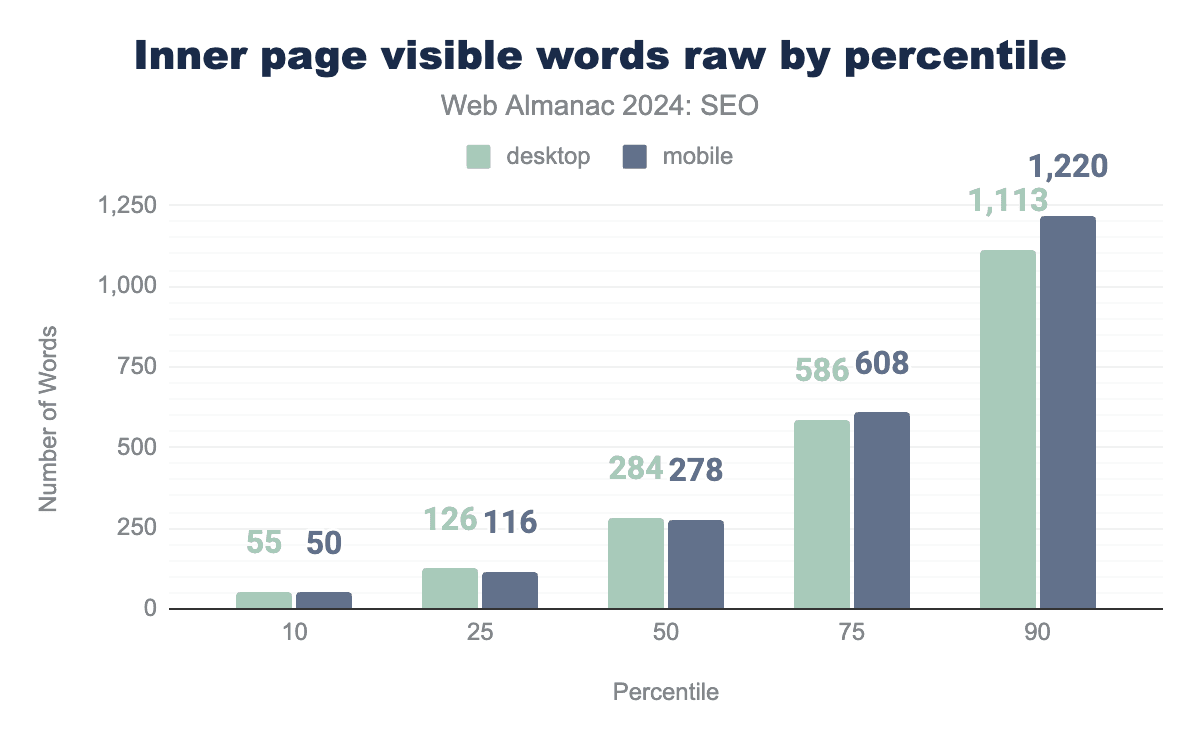 Inner page visible words raw by percentile
Web Almanac 2024: SEO
desktop mobile
1,220
1,113
1,250
1,000
750
500
250
0
Number of Words
55 50
126 116
284 278
586 608
10 25 50 75 90
Percentile